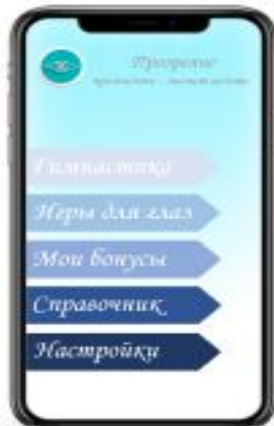 Прозрение
Гимнастика
Игры для глаз
Мои бонусы
Справочник
Настройки